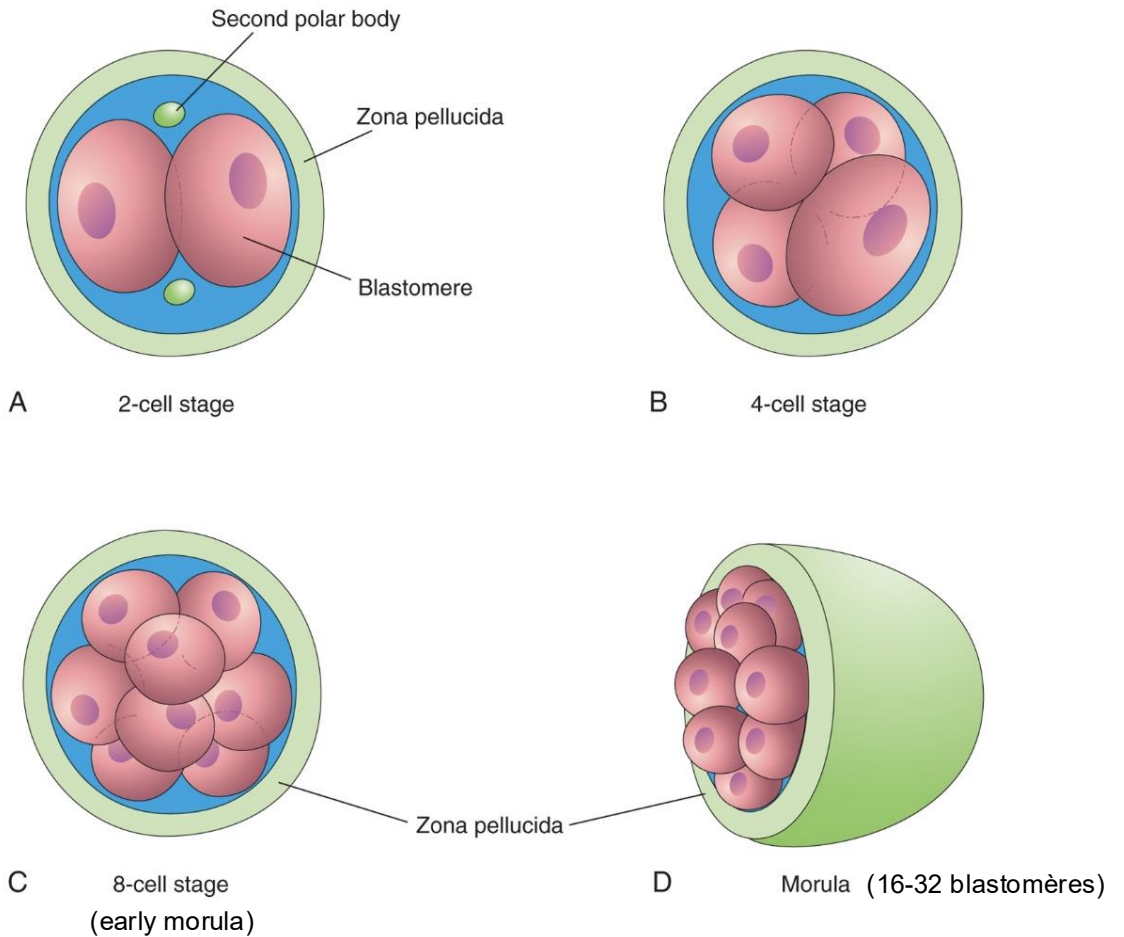 Second polar body
Zona pellucida
Blastomere
A 2-cell stage
B 4-cell stage
Zona pellucida
C 8-cell stage
(early morula)
D Morula (16-32 blastomères)